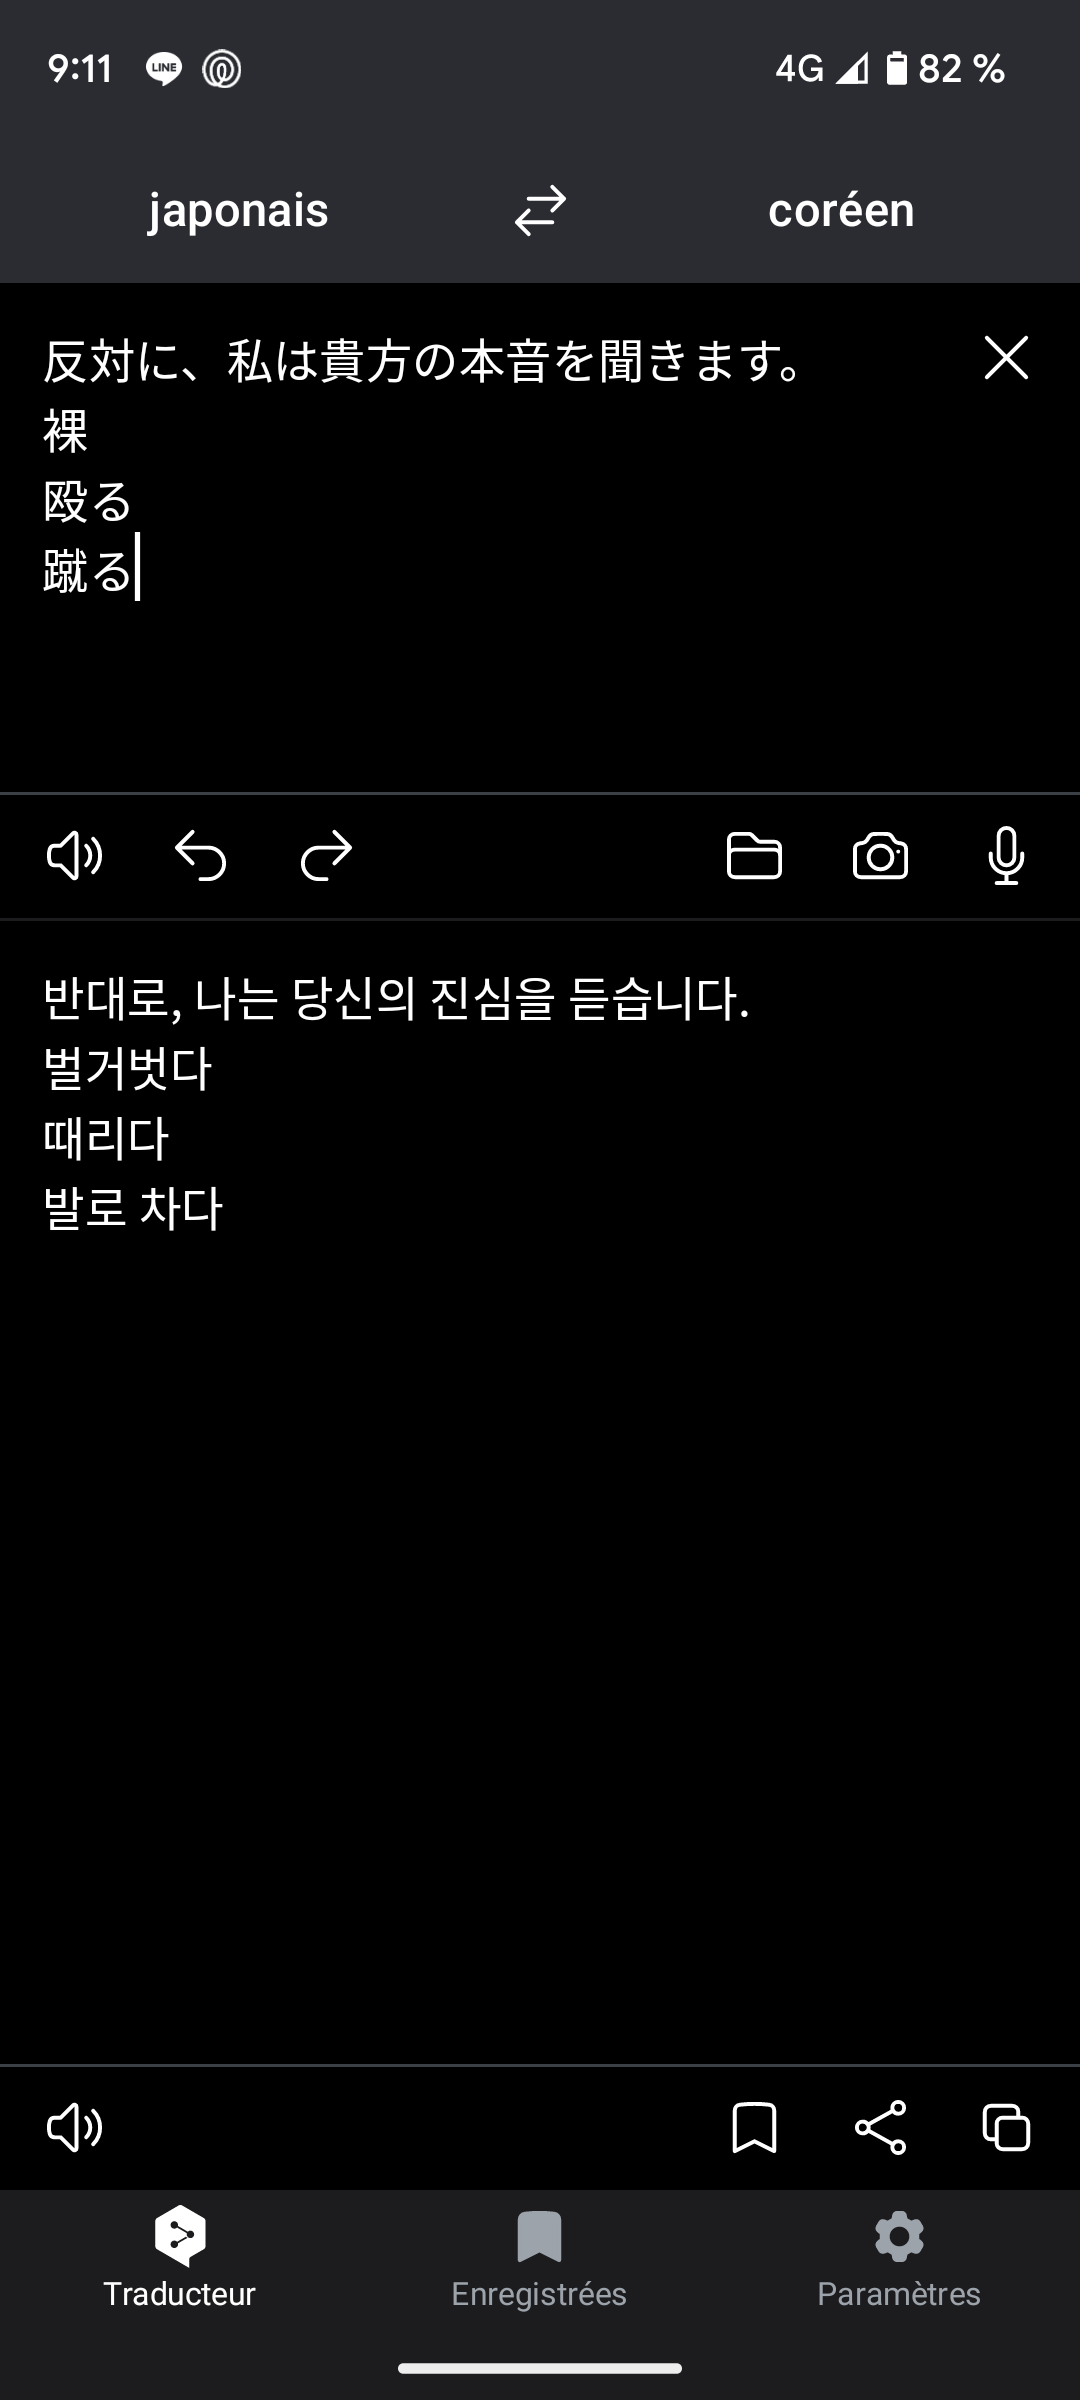 9:11 LINE 4G 82 %
japonais coréen
反対に、私は貴方の本音を聞きます。
裸
殴る
蹴る
반대로, 나는 당신의 진심을 듣습니다.
벌거벗다
때리다
발로 차다
Traducteur Enregistrées Paramètres